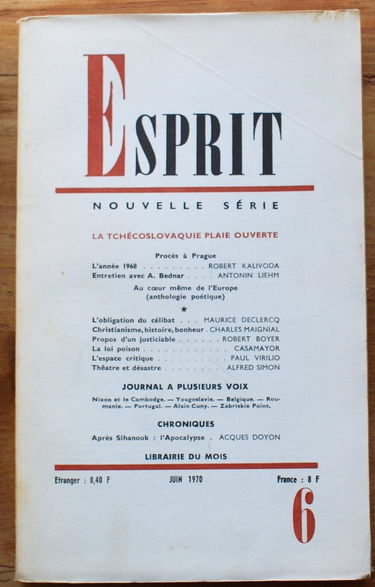 ESPRIT
NOUVELLE SÉRIE
LA TCHÉCOSLOVAQUIE PLAIE OUVERTE
Procès à Prague
L'année 1968 . . . . . . . . . ROBERT KALIVODA
Entretien avec A. Bednar . . . . ANTONIN LIEHM
Au cœur même de l'Europe
(anthologie poétique)
★
L'obligation du célibat . . . MAURICE DECLERCQ
Christianisme, histoire, bonheur . CHARLES MAIGNIAL
Propos d'un justiciable . . . . . . ROBERT BOYER
La loi poison . . . . . . . . . . . . CASAMAYOR
L'espace critique . . . . . . . . . PAUL VIRILIO
Théatre et désastre . . . . . . . . ALFRED SIMON
JOURNAL A PLUSIEURS VOIX
Nixon et le Cambodge. — Yougoslavie. — Belgique. — Rou-
manie. — Portugal. — Alain Cuny. — Zabriskie Point.
CHRONIQUES
Après Sihanouk : l'Apocalypse . ACQUES DOYON
LIBRAIRIE DU MOIS
Etranger : 8,40 F JUIN 1970 France : 8 F
6